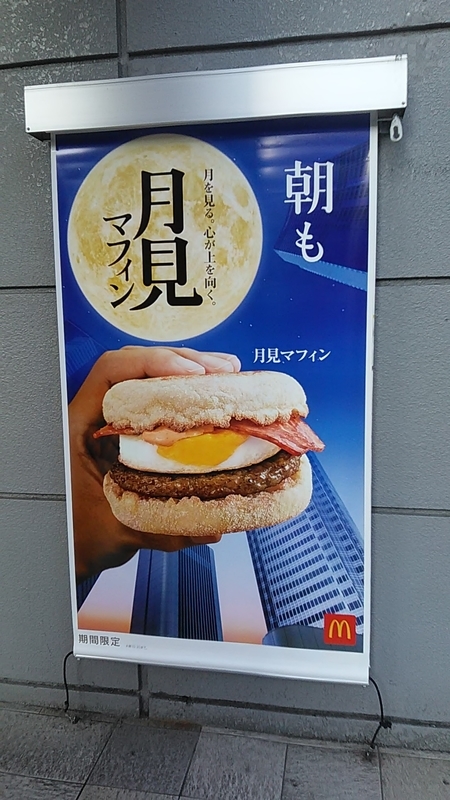 朝も
月を見る。心が上を向く。
月見
マフィン
月見マフィン
期間限定